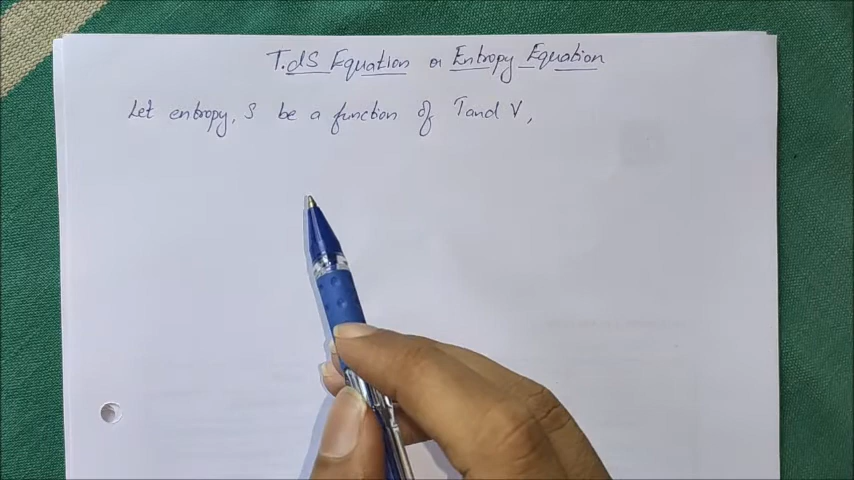 T.dS Equation or Entropy Equation
Let entropy, S be a function of T and V,